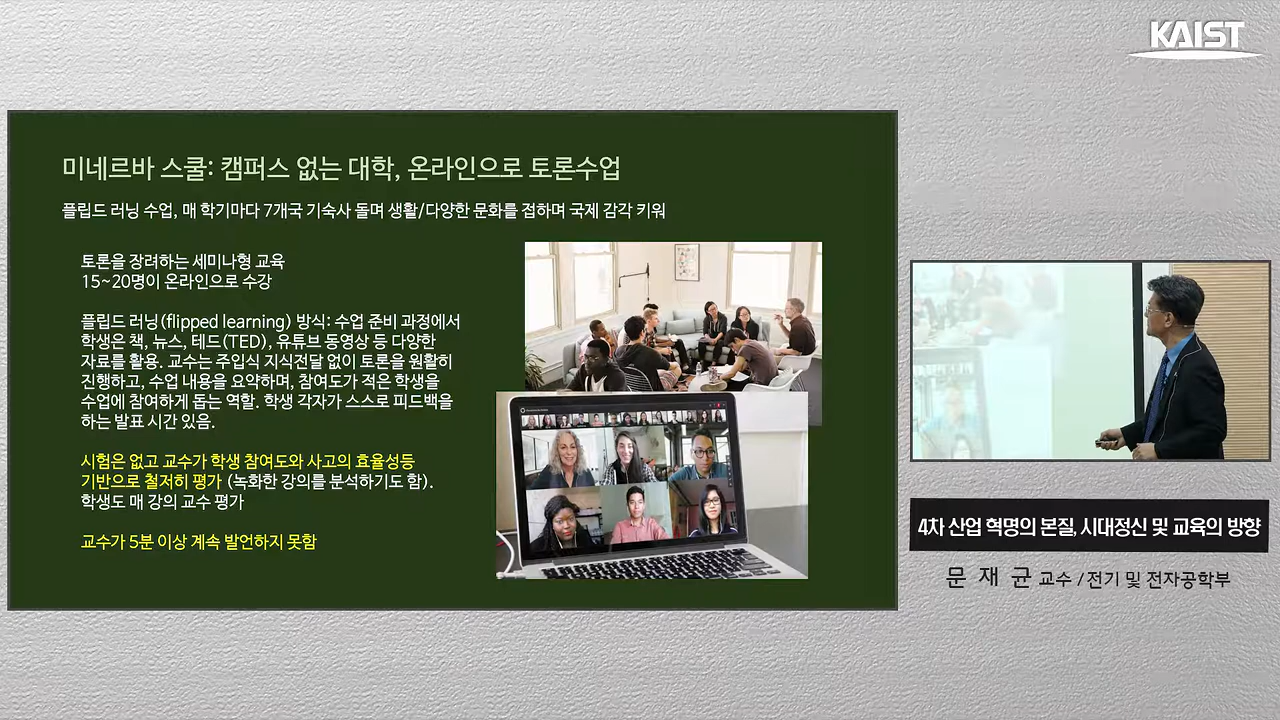 KAIST
미네르바 스쿨: 캠퍼스 없는 대학, 온라인으로 토론수업
플립드 러닝 수업, 매 학기마다 7개국 기숙사 돌며 생활/다양한 문화를 접하며 국제 감각 키워
토론을 장려하는 세미나형 교육
15~20명이 온라인으로 수강
플립드 러닝(flipped learning) 방식: 수업 준비 과정에서
학생은 책, 뉴스, 테드(TED), 유튜브 동영상 등 다양한
자료를 활용. 교수는 주입식 지식전달 없이 토론을 원활히
진행하고, 수업 내용을 요약하며, 참여도가 적은 학생을
수업에 참여하게 돕는 역할. 학생 각자가 스스로 피드백을
하는 발표 시간 있음.
시험은 없고 교수가 학생 참여도와 사고의 효율성등
기반으로 철저히 평가 (녹화한 강의를 분석하기도 함).
학생도 매 강의 교수 평가
교수가 5분 이상 계속 발언하지 못함
4차 산업 혁명의 본질, 시대정신 및 교육의 방향
문 재 균 교수 / 전기 및 전자공학부